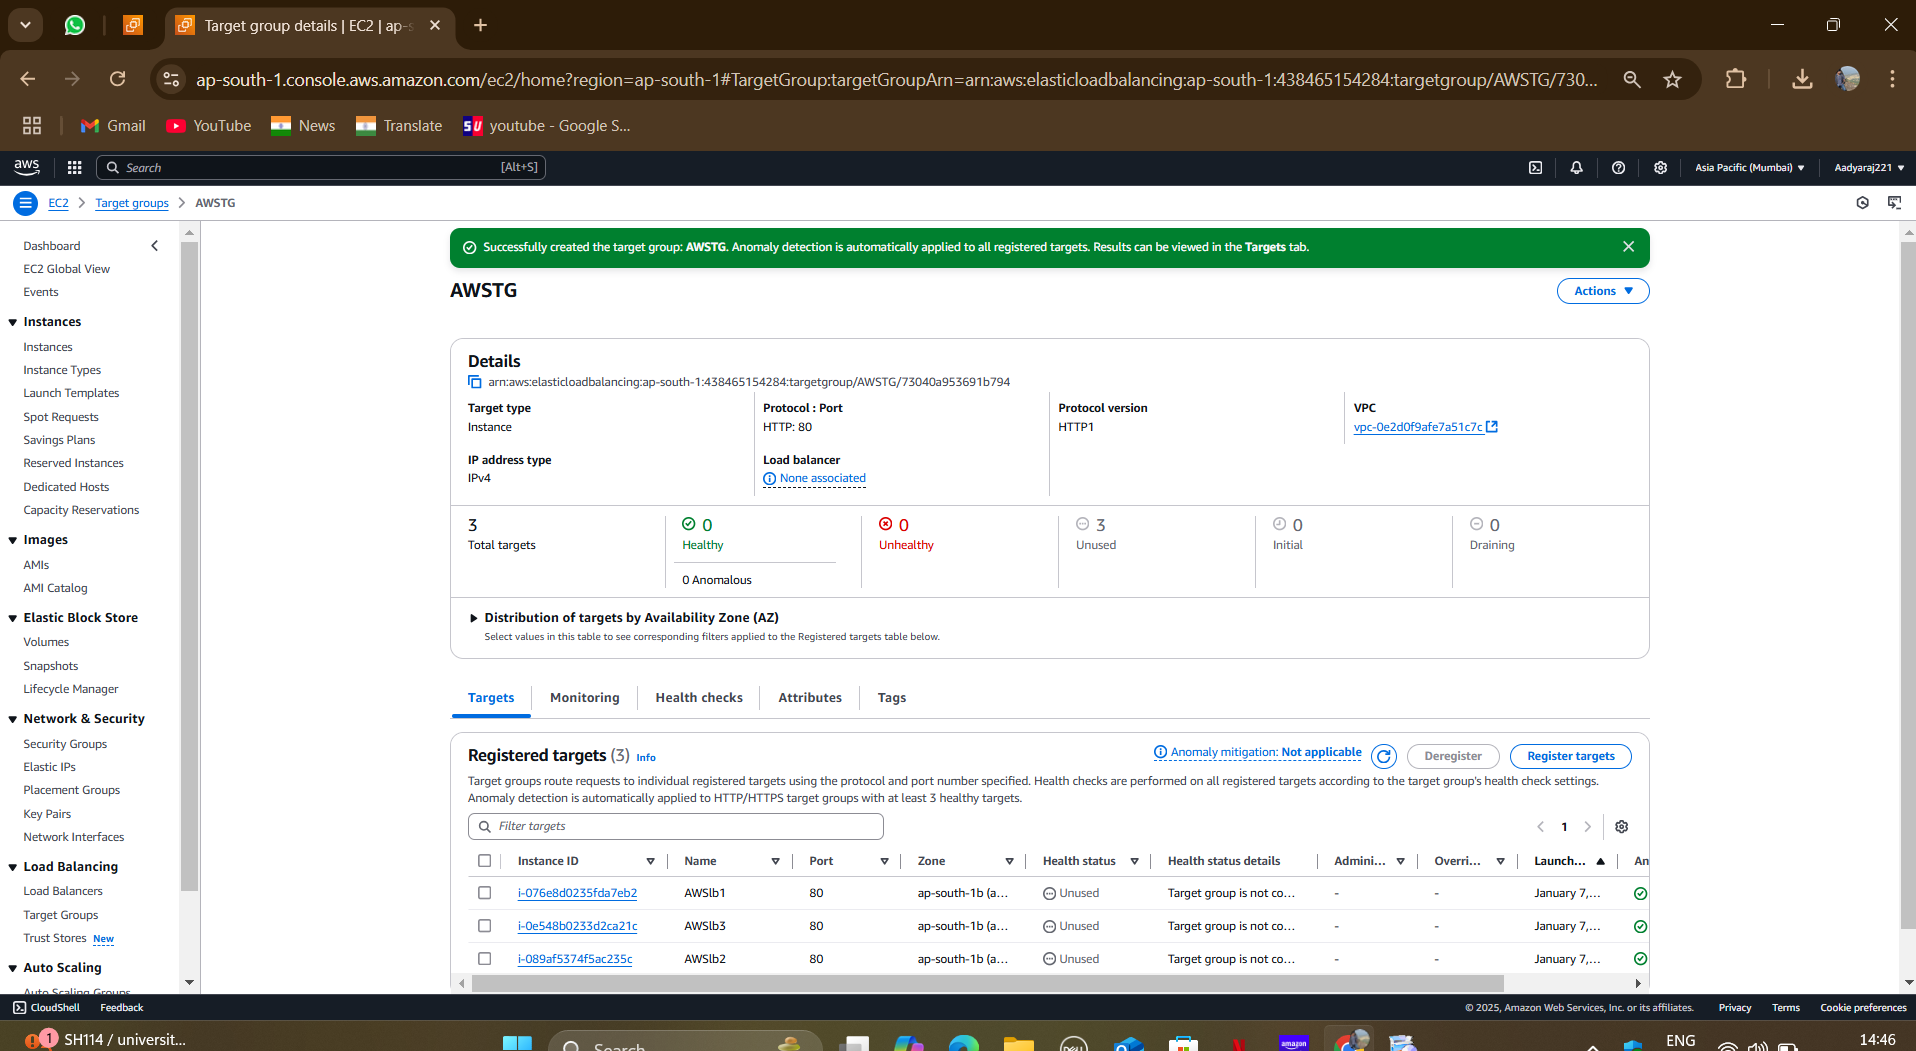 Target group details | EC2 | ap-s
ap-south-1.console.aws.amazon.com/ec2/home?region=ap-south-1#TargetGroup:targetGroupArn=arn:aws:elasticloadbalancing:ap-south-1:438465154284:targetgroup/AWSTG/730...
Gmail
YouTube
News
Translate
SU
youtube - Google S...
aws
Search
[Alt+S]
Asia Pacific (Mumbai)
Aadyaraj221
EC2
Target groups
AWSTG
Dashboard
EC2 Global View
Events
Instances
Instances
Instance Types
Launch Templates
Spot Requests
Savings Plans
Reserved Instances
Dedicated Hosts
Capacity Reservations
Images
AMIs
AMI Catalog
Elastic Block Store
Volumes
Snapshots
Lifecycle Manager
Network & Security
Security Groups
Elastic IPs
Placement Groups
Key Pairs
Network Interfaces
Load Balancing
Load Balancers
Target Groups
Trust Stores New
Auto Scaling
Auto Scaling Groups
Successfully created the target group: AWSTG. Anomaly detection is automatically applied to all registered targets. Results can be viewed in the Targets tab.
AWSTG
Actions
Details
arn:aws:elasticloadbalancing:ap-south-1:438465154284:targetgroup/AWSTG/73040a953691b794
Target type
Instance
Protocol : Port
HTTP: 80
Protocol version
HTTP1
VPC
vpc-0e2d0f9afe7a51c7c
IP address type
IPv4
Load balancer
None associated
3
Total targets
0
Healthy
0 Anomalous
0
Unhealthy
3
Unused
0
Initial
0
Draining
Distribution of targets by Availability Zone (AZ)
Select values in this table to see corresponding filters applied to the Registered targets table below.
Targets
Monitoring
Health checks
Attributes
Tags
Registered targets (3) Info
Anomaly mitigation: Not applicable
Deregister
Register targets
Target groups route requests to individual registered targets using the protocol and port number specified. Health checks are performed on all registered targets according to the target group's health check settings.
Anomaly detection is automatically applied to HTTP/HTTPS target groups with at least 3 healthy targets.
Filter targets
1
Instance ID Name Port Zone Health status Health status details Admini... Overri... Launch... An
i-076e8d0235fda7eb2 AWSlb1 80 ap-south-1b (a... Unused Target group is not co... - - January 7,...
i-0e548b0233d2ca21c AWSlb3 80 ap-south-1b (a... Unused Target group is not co... - - January 7,...
i-089af5374f5ac235c AWSlb2 80 ap-south-1b (a... Unused Target group is not co... - - January 7,...
CloudShell
Feedback
© 2025, Amazon Web Services, Inc. or its affiliates.
Privacy
Terms
Cookie preferences
1
SH114 / universit...
Search
DELL
amazon
ENG
14:46